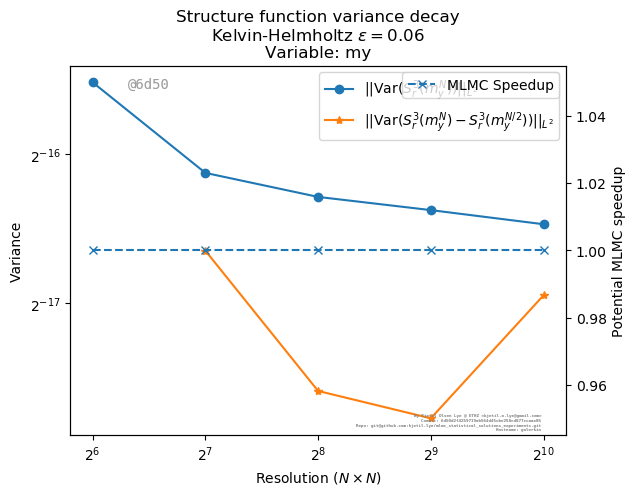 Structure function variance decay
Kelvin-Helmholtz ϵ = 0.06
Variable: my
@6d50
||Var(
MLMC Speedup
||Var(S_r^3(m_y^N) − S_r^3(m_y^{N/2}))||_{L^2}
2^{-16}
2^{-17}
Variance
1.04
1.02
1.00
0.98
0.96
Potential MLMC speedup
2^6
2^7
2^8
2^9
2^{10}
Resolution (N × N)